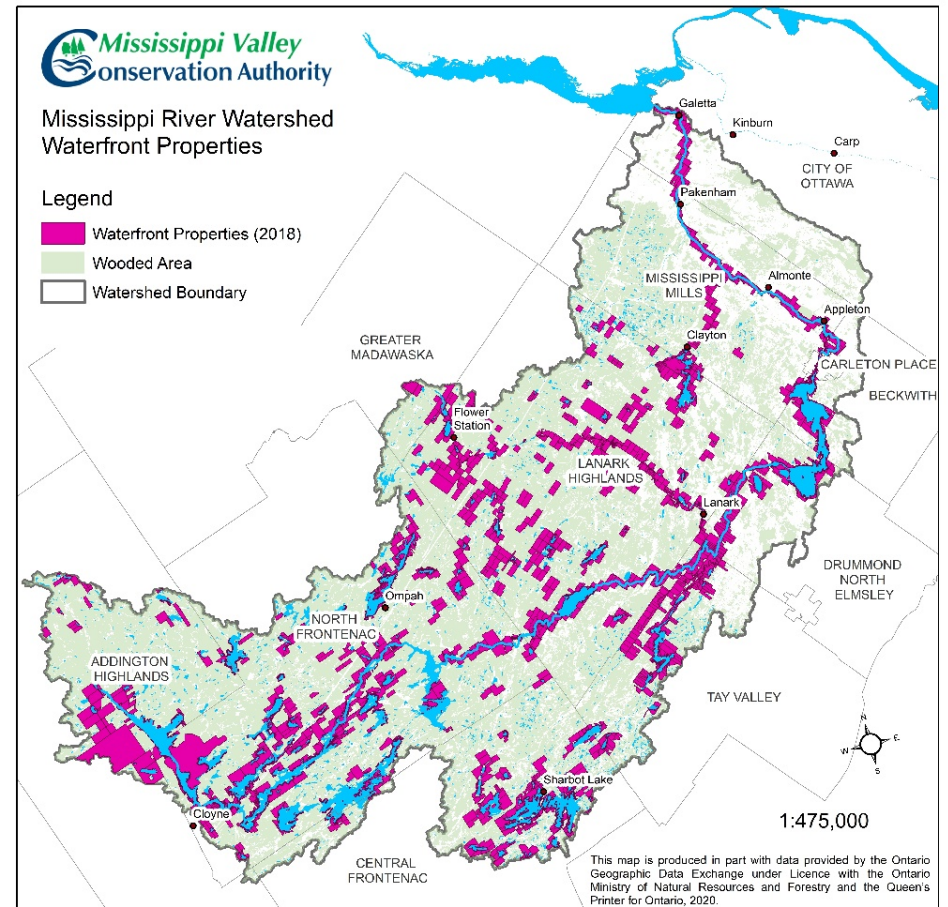 Mississippi Valley
Conservation Authority
Mississippi River Watershed
Waterfront Properties
Legend
Waterfront Properties (2018)
Wooded Area
Watershed Boundary
Galetta
Kinburn
Carp
CITY OF
OTTAWA
Pakenham
MISSISSIPPI
MILLS
Almonte
Appleton
GREATER
MADAWASKA
Clayton
CARLETON PLACE
BECKWITH
Flower
Station
LANARK
HIGHLANDS
Lanark
DRUMMOND
NORTH
ELMSLEY
Ompah
NORTH
FRONTENAC
ADDINGTON
HIGHLANDS
TAY VALLEY
N
W
E
S
Sharbot Lake
Cloyne
1:475,000
CENTRAL
FRONTENAC
This map is produced in part with data provided by the Ontario
Geographic Data Exchange under Licence with the Ontario
Ministry of Natural Resources and Forestry and the Queen's
Printer for Ontario, 2020.